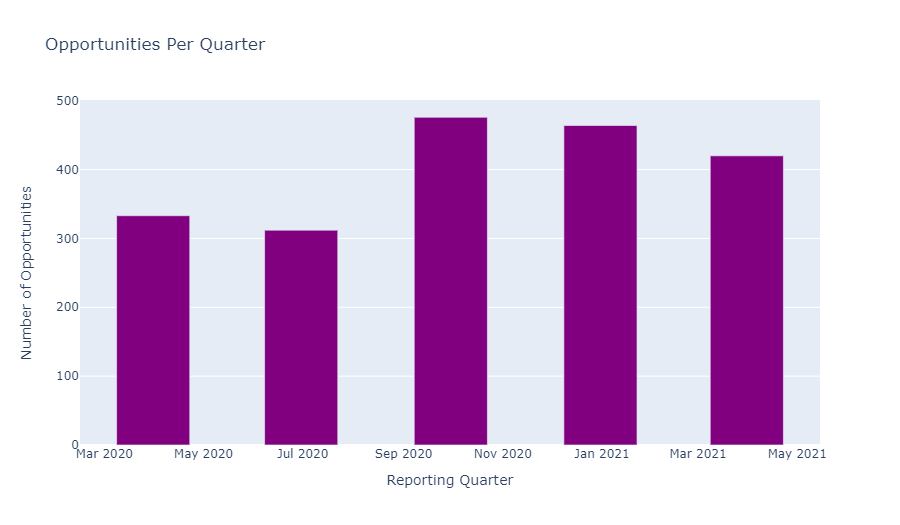 Opportunities Per Quarter
500
400
300
200
100
0
Number of Opportunities
Mar 2020 May 2020 Jul 2020 Sep 2020 Nov 2020 Jan 2021 Mar 2021 May 2021
Reporting Quarter